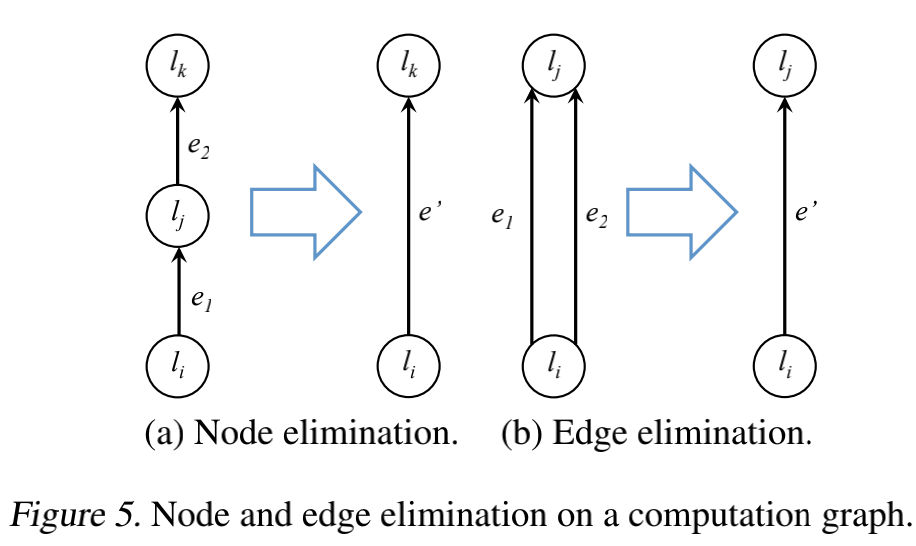 l_k l_k l_j l_j
e_2
l_j e' e_1 e_2 e'
e_1
l_i l_i l_i l_i
(a) Node elimination. (b) Edge elimination.
Figure 5. Node and edge elimination on a computation graph.